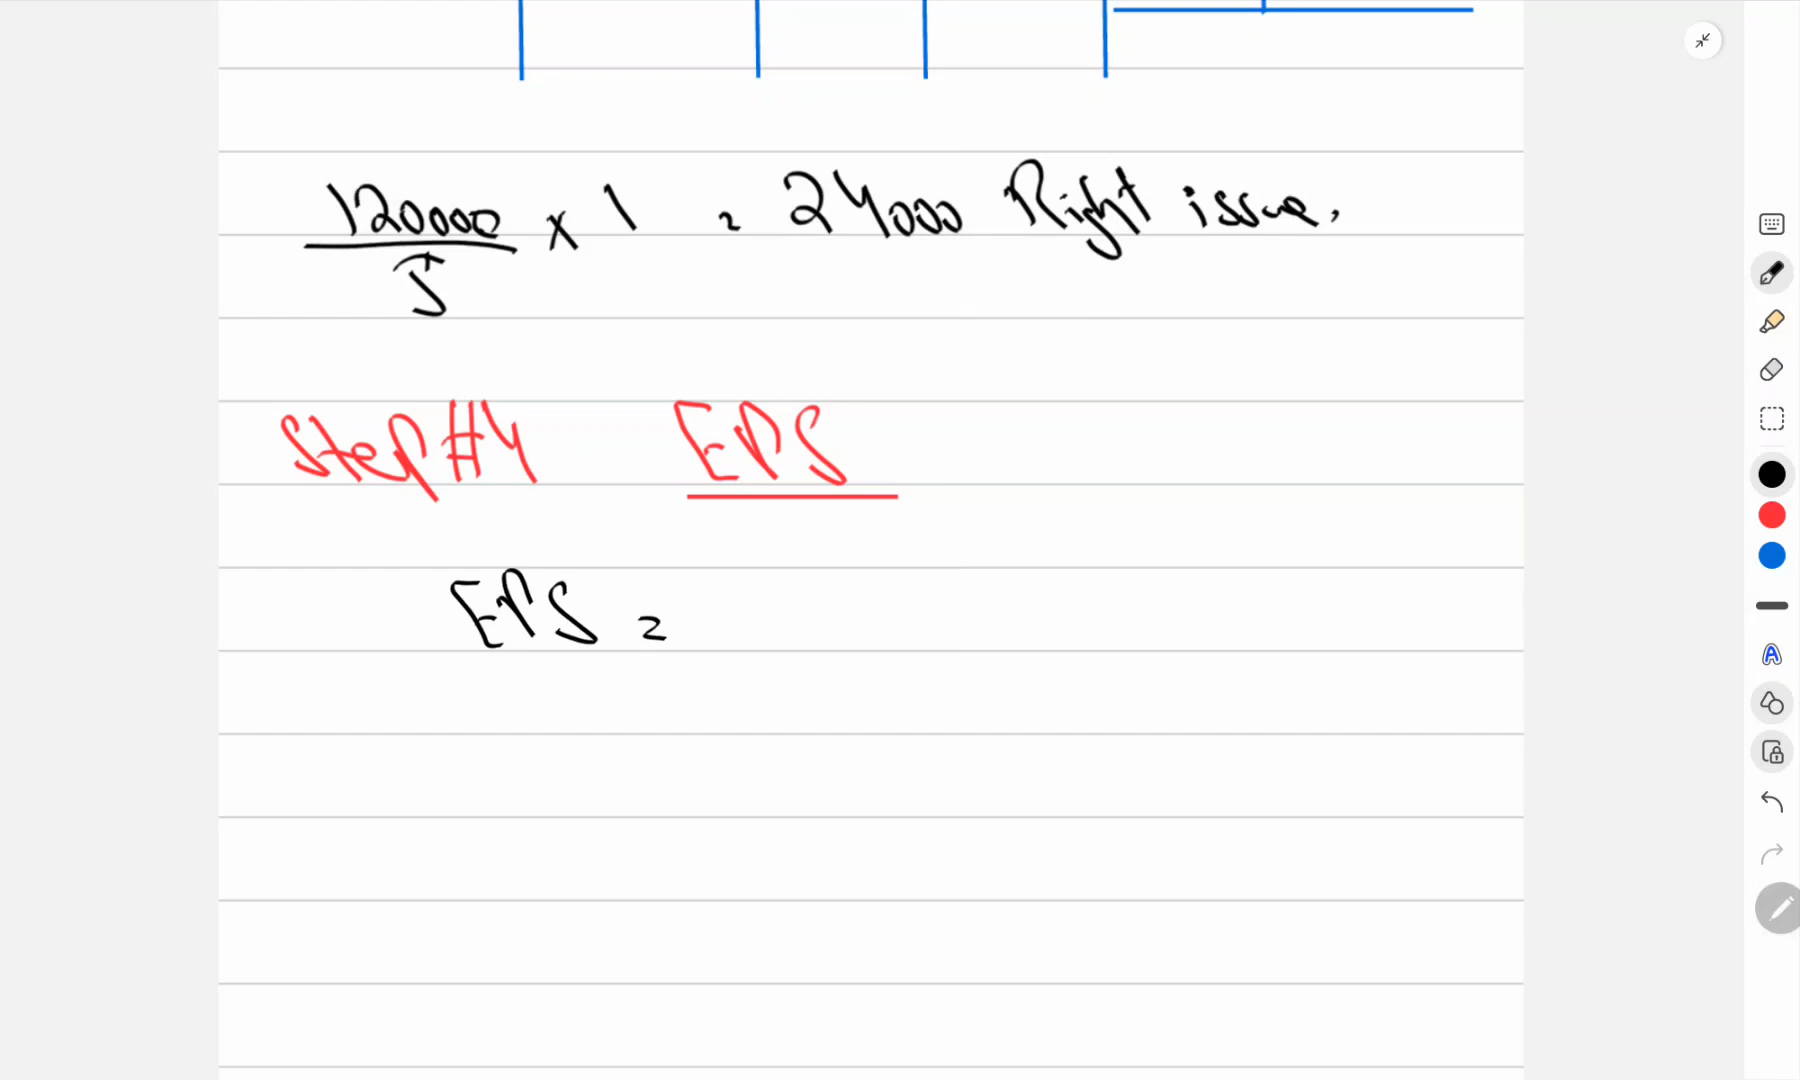 120000
5 × 1 = 24000 Right issue.
Step #4 EPS
EPS =